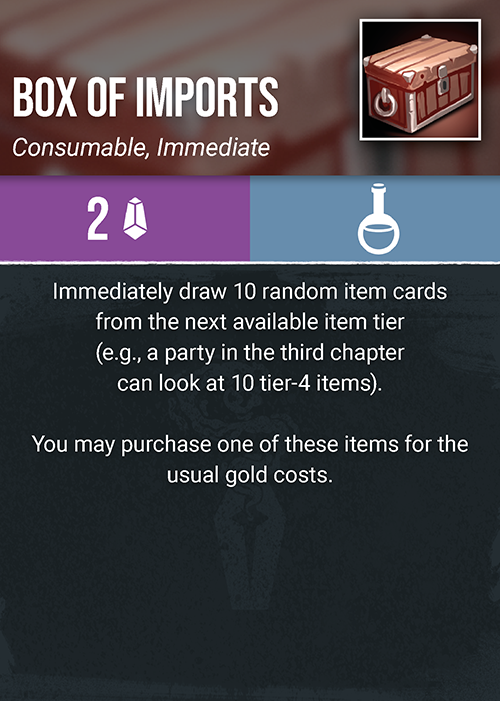 BOX OF IMPORTS
Consumable, Immediate
2
Immediately draw 10 random item cards
from the next available item tier
(e.g., a party in the third chapter
can look at 10 tier-4 items).
You may purchase one of these items for the
usual gold costs.